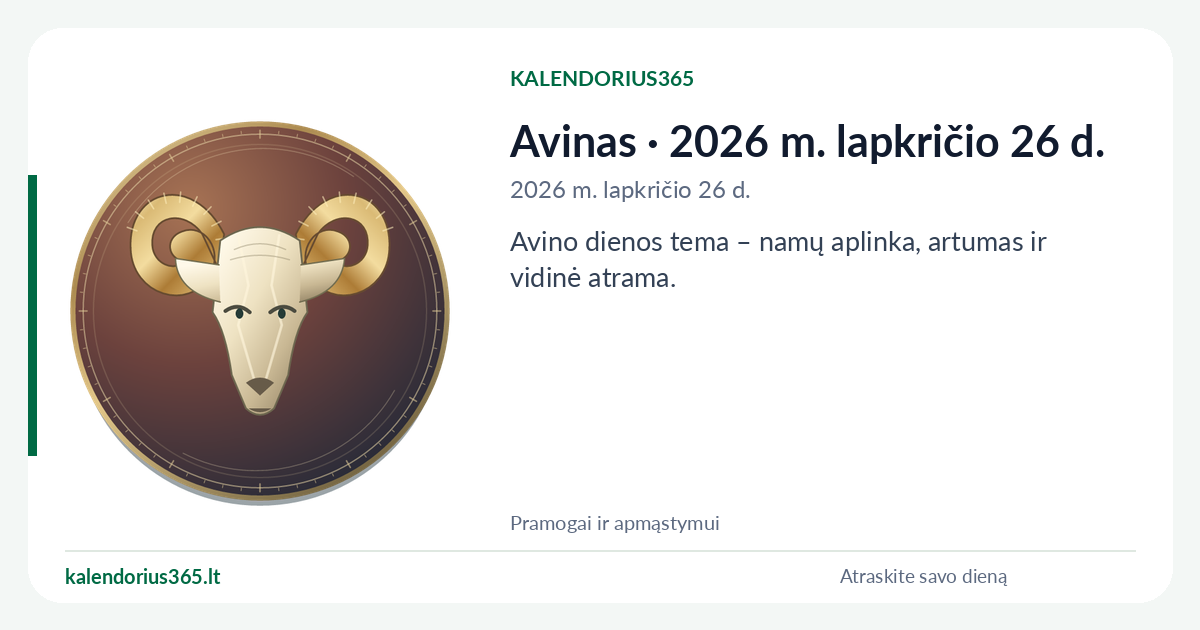 KALENDORIUS365
Avinas · 2026 m. lapkričio 26 d.
2026 m. lapkričio 26 d.
Avino dienos tema – namų aplinka, artumas ir
vidinė atrama.
Pramogai ir apmąstymui
kalendorius365.lt
Atraskite savo dieną